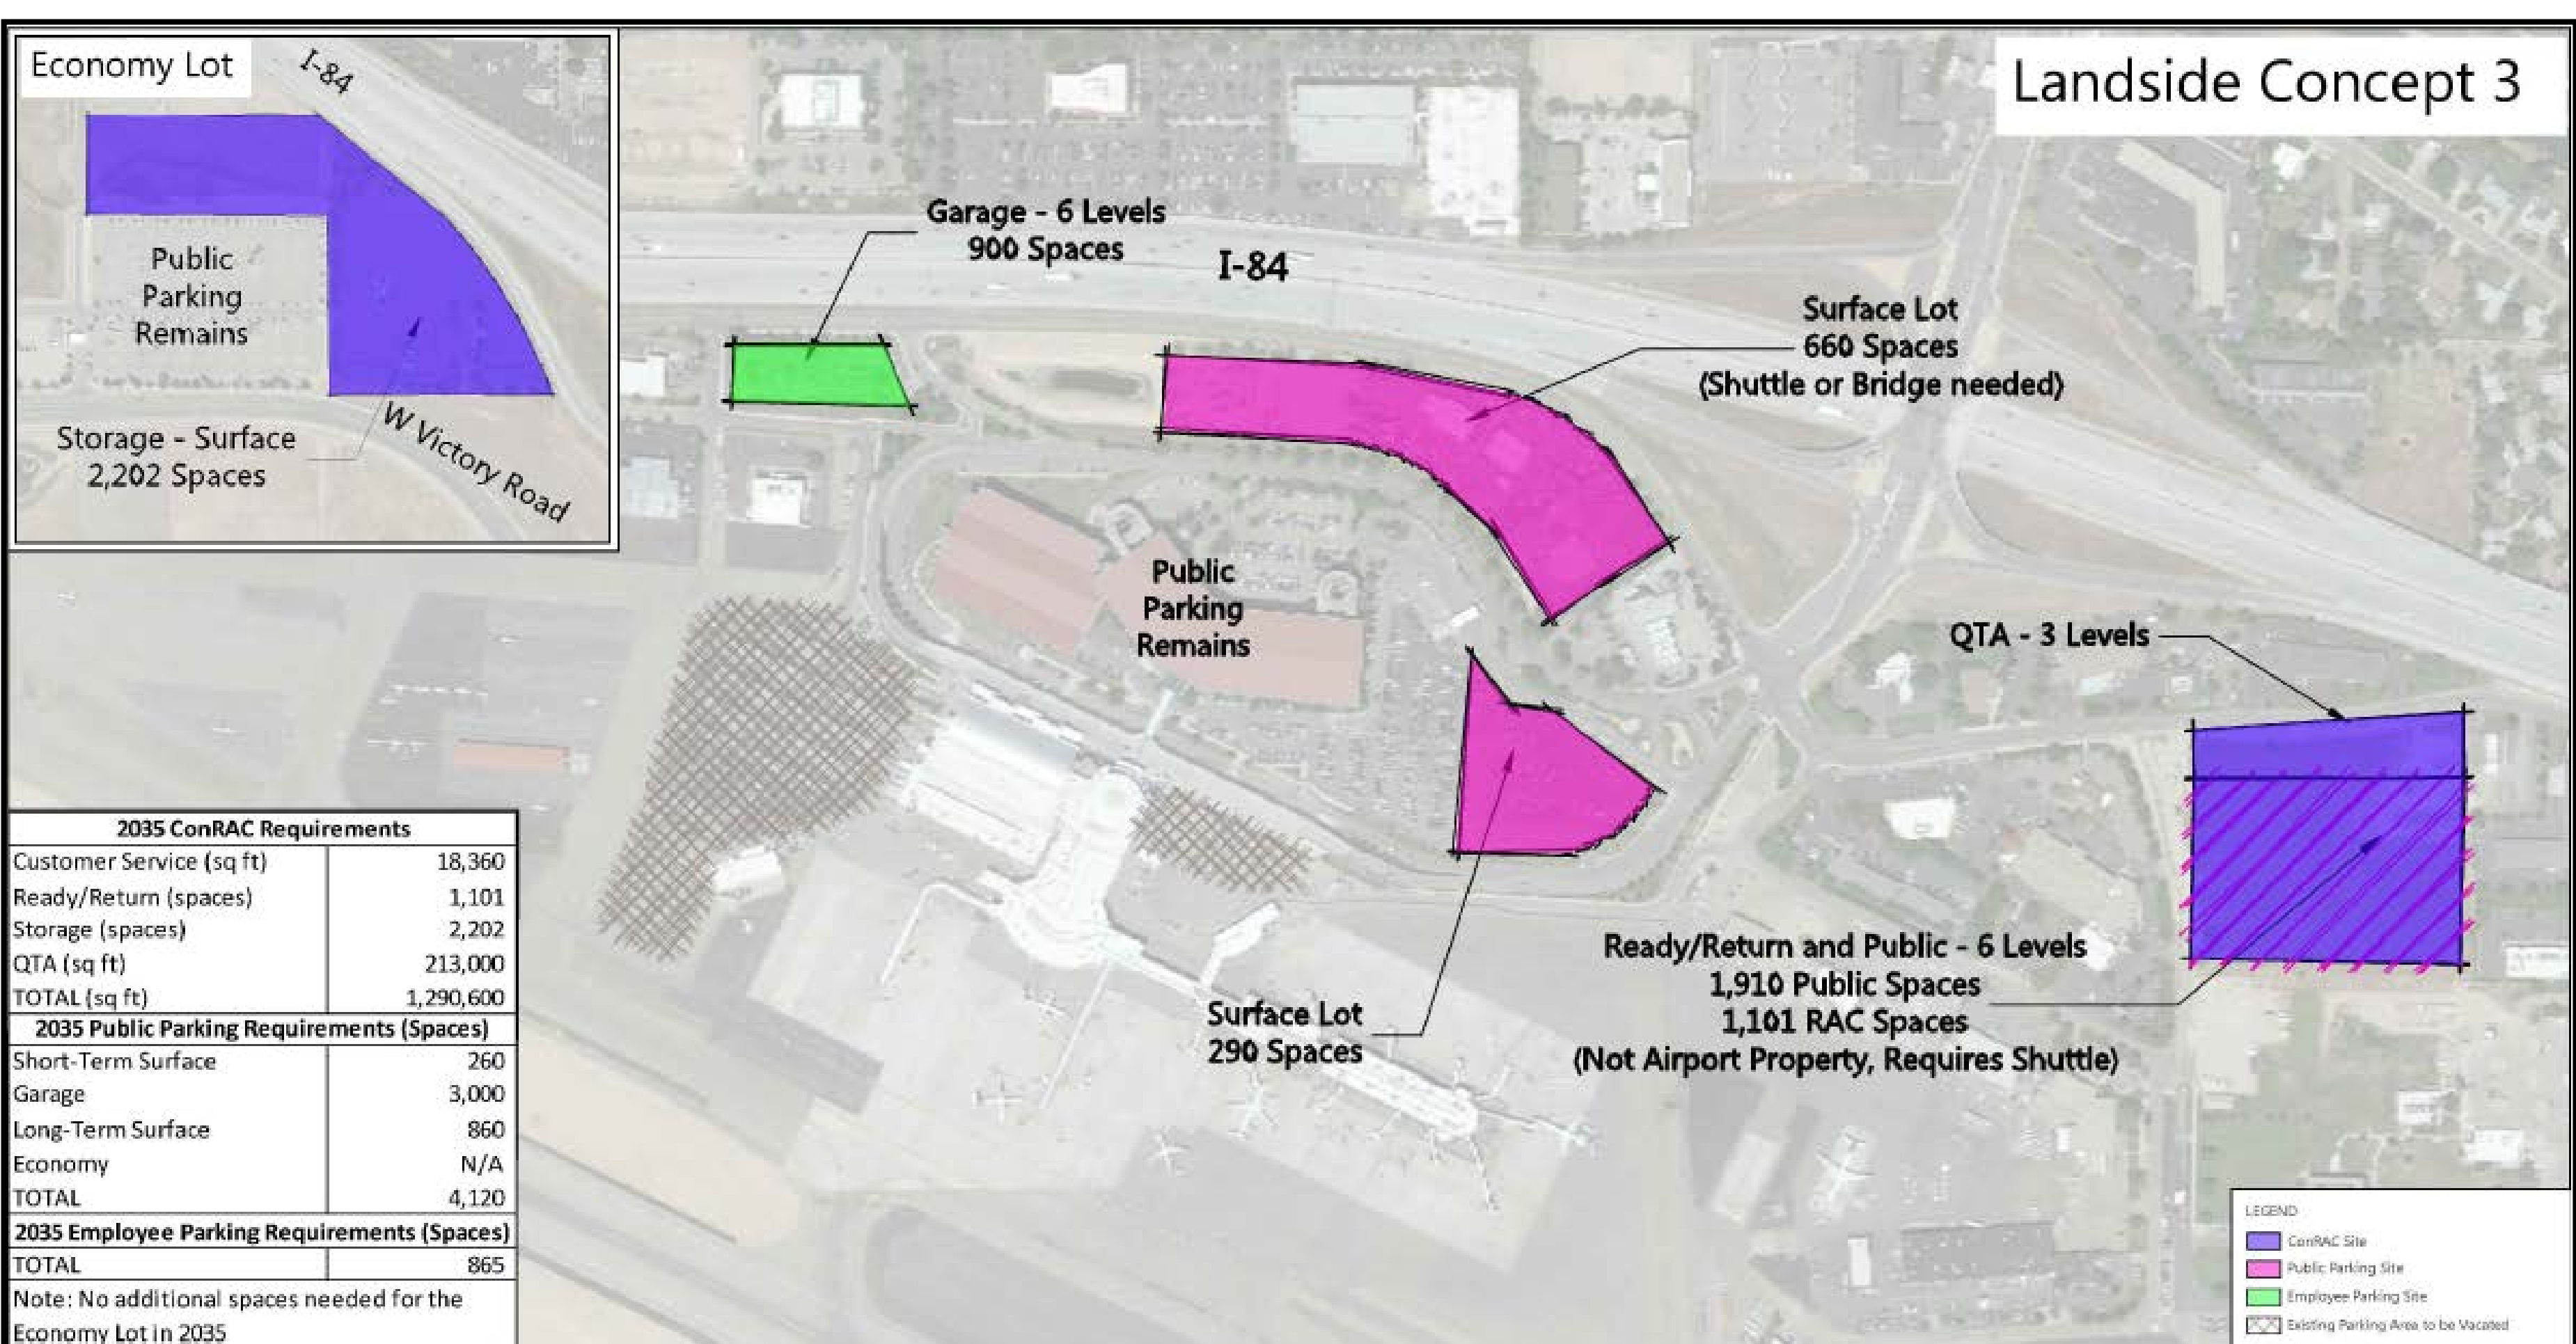 Economy Lot
I-84
Public
Parking
Remains
Storage - Surface
2,202 Spaces
W Victory Road
Landside Concept 3
Garage - 6 Levels
900 Spaces
I-84
Surface Lot
660 Spaces
(Shuttle or Bridge needed)
Public
Parking
Remains
QTA - 3 Levels
Surface Lot
290 Spaces
Ready/Return and Public - 6 Levels
1,910 Public Spaces
1,101 RAC Spaces
(Not Airport Property, Requires Shuttle)
2035 ConRAC Requirements
Customer Service (sq ft) 18,360
Ready/Return (spaces) 1,101
Storage (spaces) 2,202
QTA (sq ft) 213,000
TOTAL (sq ft) 1,290,600
2035 Public Parking Requirements (Spaces)
Short-Term Surface 260
Garage 3,000
Long-Term Surface 860
Economy N/A
TOTAL 4,120
2035 Employee Parking Requirements (Spaces)
TOTAL 865
Note: No additional spaces needed for the
Economy Lot in 2035
LEGEND
ConRAC Site
Public Parking Site
Employee Parking Site
Existing Parking Area to be Vacated